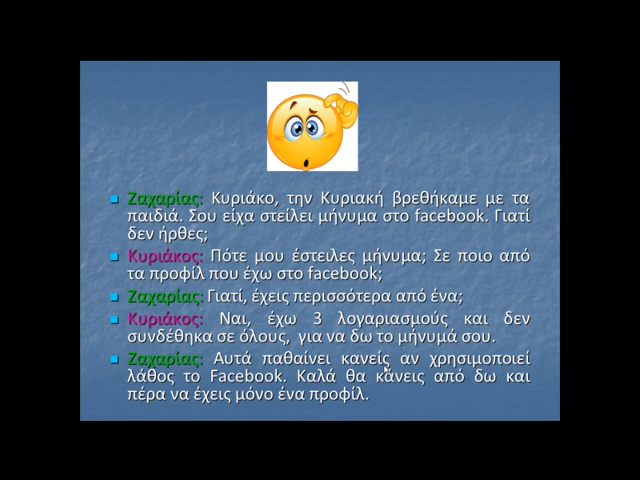 Ζαχαρίας: Κυριάκο, την Κυριακή βρεθήκαμε με τα
παιδιά. Σου είχα στείλει μήνυμα στο facebook. Γιατί
δεν ήρθες;
Κυριάκος: Πότε μου έστειλες μήνυμα; Σε ποιο από
τα προφίλ που έχω στο facebook;
Ζαχαρίας: Γιατί, έχεις περισσότερα από ένα;
Κυριάκος: Ναι, έχω 3 λογαριασμούς και δεν
συνδέθηκα σε όλους, για να δω το μήνυμά σου.
Ζαχαρίας: Αυτά παθαίνει κανείς αν χρησιμοποιεί
λάθος το Facebook. Καλά θα κάνεις από δω και
πέρα να έχεις μόνο ένα προφίλ.